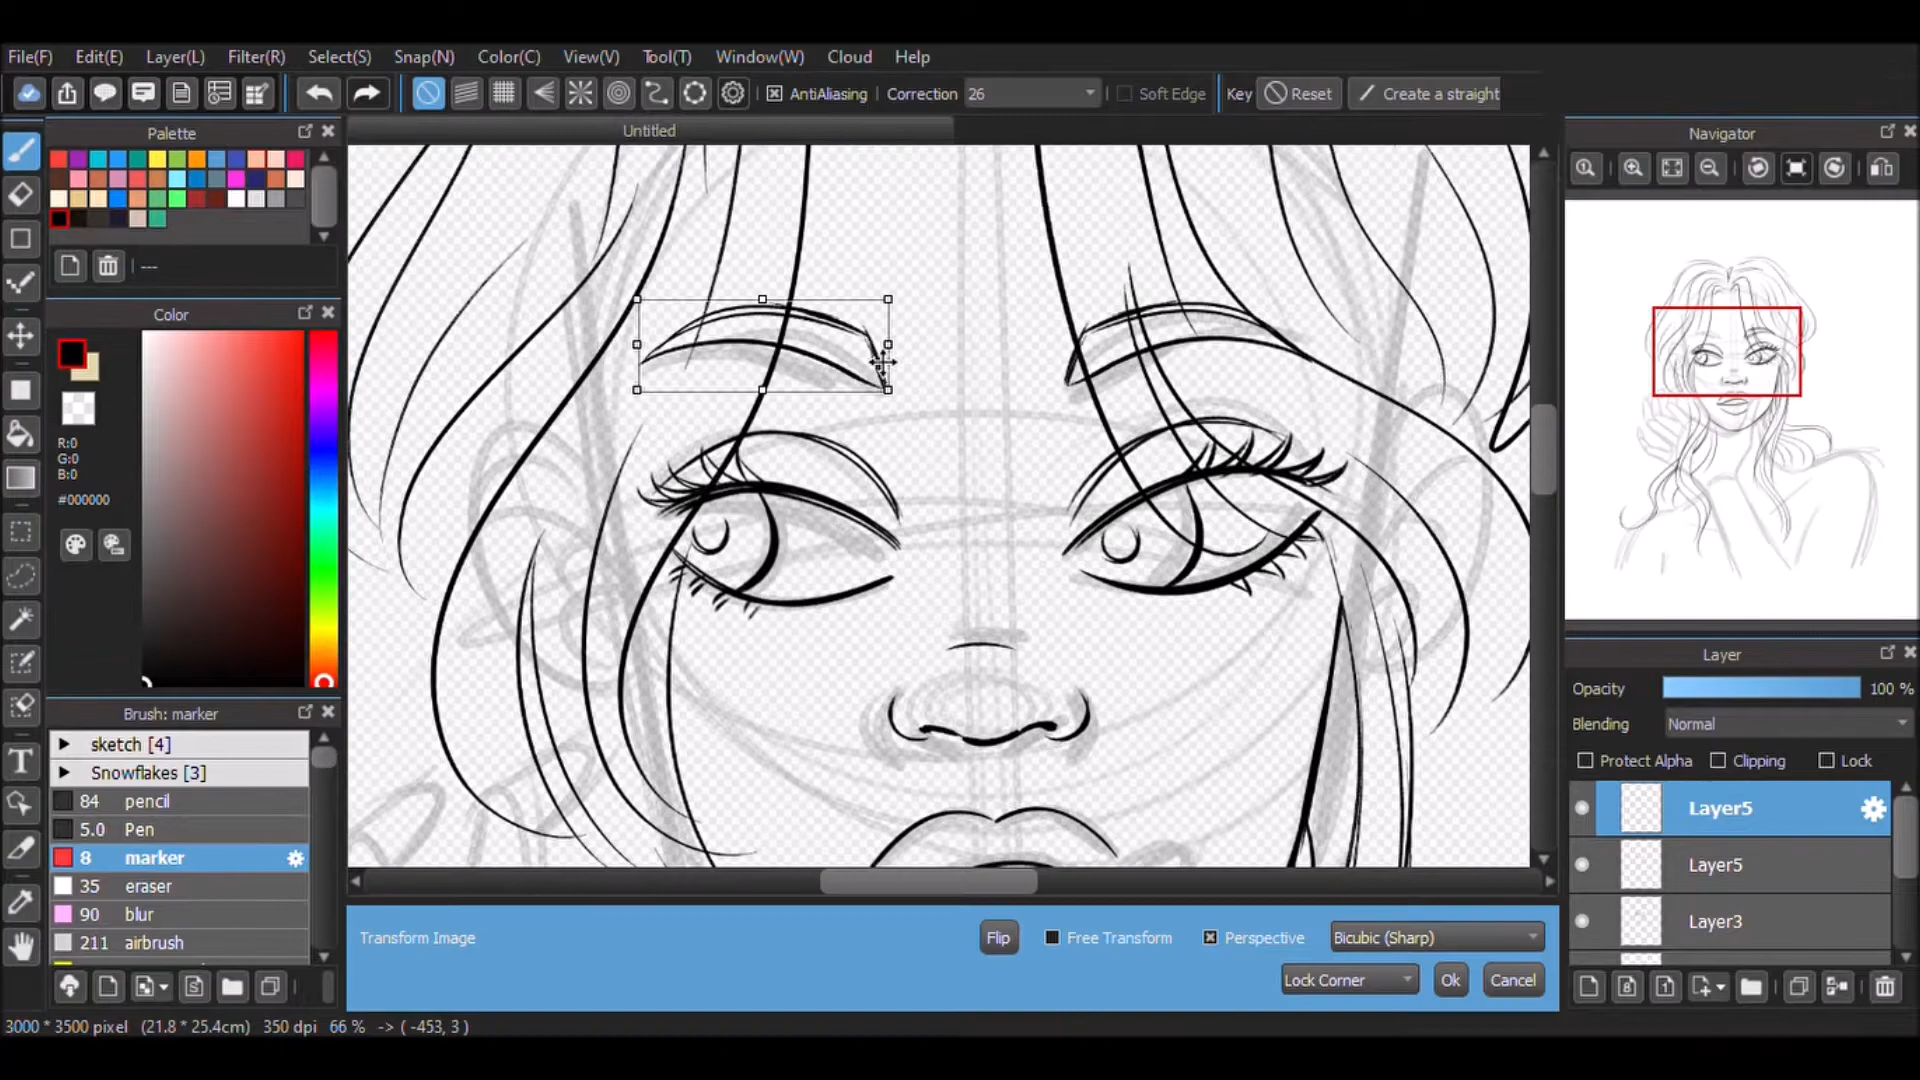 File(F) Edit(E) Layer(L) Filter(R) Select(S) Snap(N) Color(C) View(V) Tool(T) Window(W) Cloud Help
AntiAliasing Correction 26 Soft Edge Key Reset Create a straight
Palette
Untitled
Navigator
---
Color
R:0
G:0
B:0
#000000
Brush: marker
sketch [4]
Snowflakes [3]
84 pencil
5.0 Pen
8 marker
35 eraser
90 blur
211 airbrush
Layer
Opacity 100 %
Blending Normal
Protect Alpha Clipping Lock
Layer5
Layer5
Layer3
Transform Image Flip Free Transform Perspective Bicubic (Sharp)
Lock Corner Ok Cancel
3000 * 3500 pixel (21.8 * 25.4cm) 350 dpi 66 % -> ( -453, 3 )